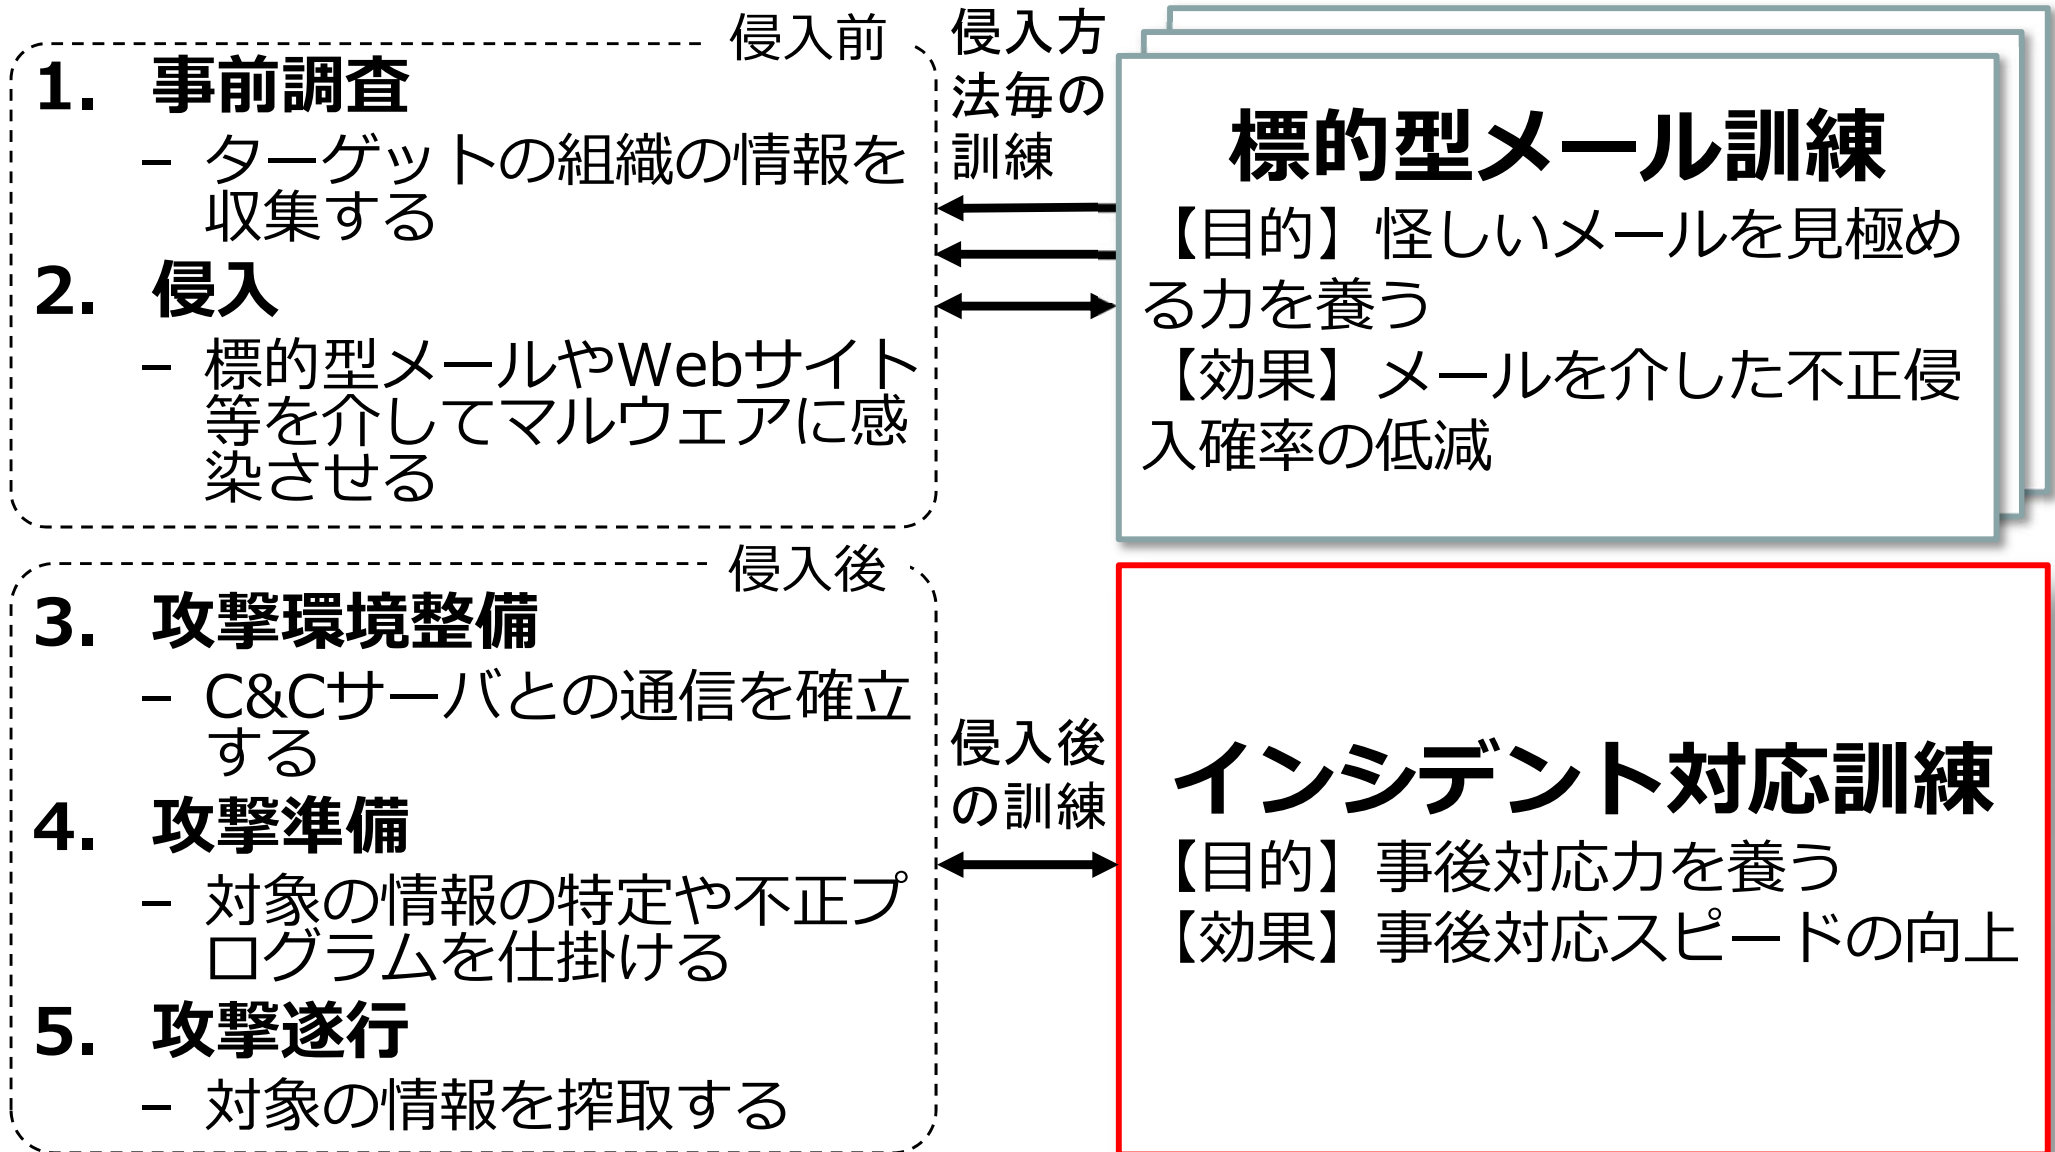 侵入前
1. 事前調査
– ターゲットの組織の情報を
収集する
2. 侵入
– 標的型メールやWebサイト
等を介してマルウェアに感
染させる
侵入方
法毎の
訓練
標的型メール訓練
【目的】怪しいメールを見極め
る力を養う
【効果】メールを介した不正侵
入確率の低減
侵入後
3. 攻撃環境整備
– C&Cサーバとの通信を確立
する
4. 攻撃準備
– 対象の情報の特定や不正プ
ログラムを仕掛ける
5. 攻撃遂行
– 対象の情報を搾取する
侵入後
の訓練
インシデント対応訓練
【目的】事後対応力を養う
【効果】事後対応スピードの向上